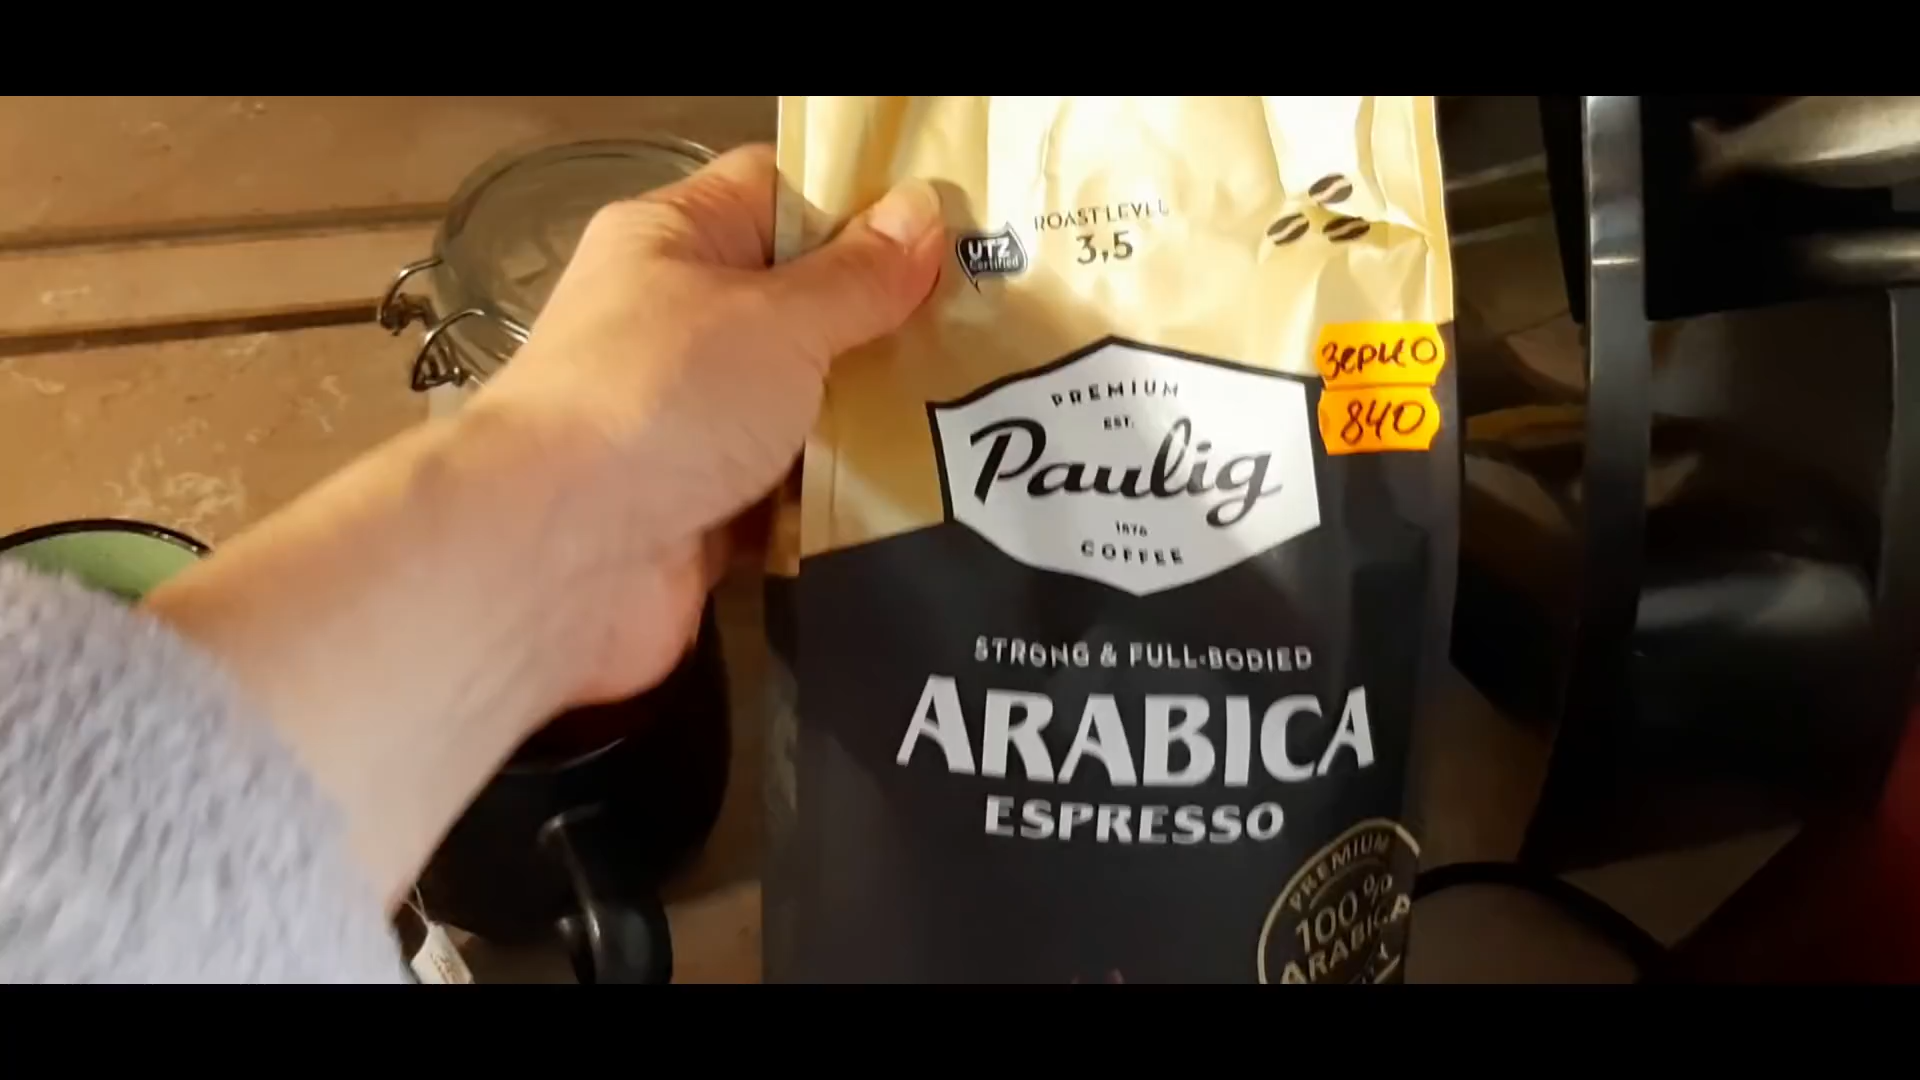 ROAST LEVEL
3,5
UTZ
Certified
зерно
840
PREMIUM
EST.
Paulig
1876
COFFEE
STRONG & FULL-BODIED
ARABICA
ESPRESSO
PREMIUM
100%
ARABICA